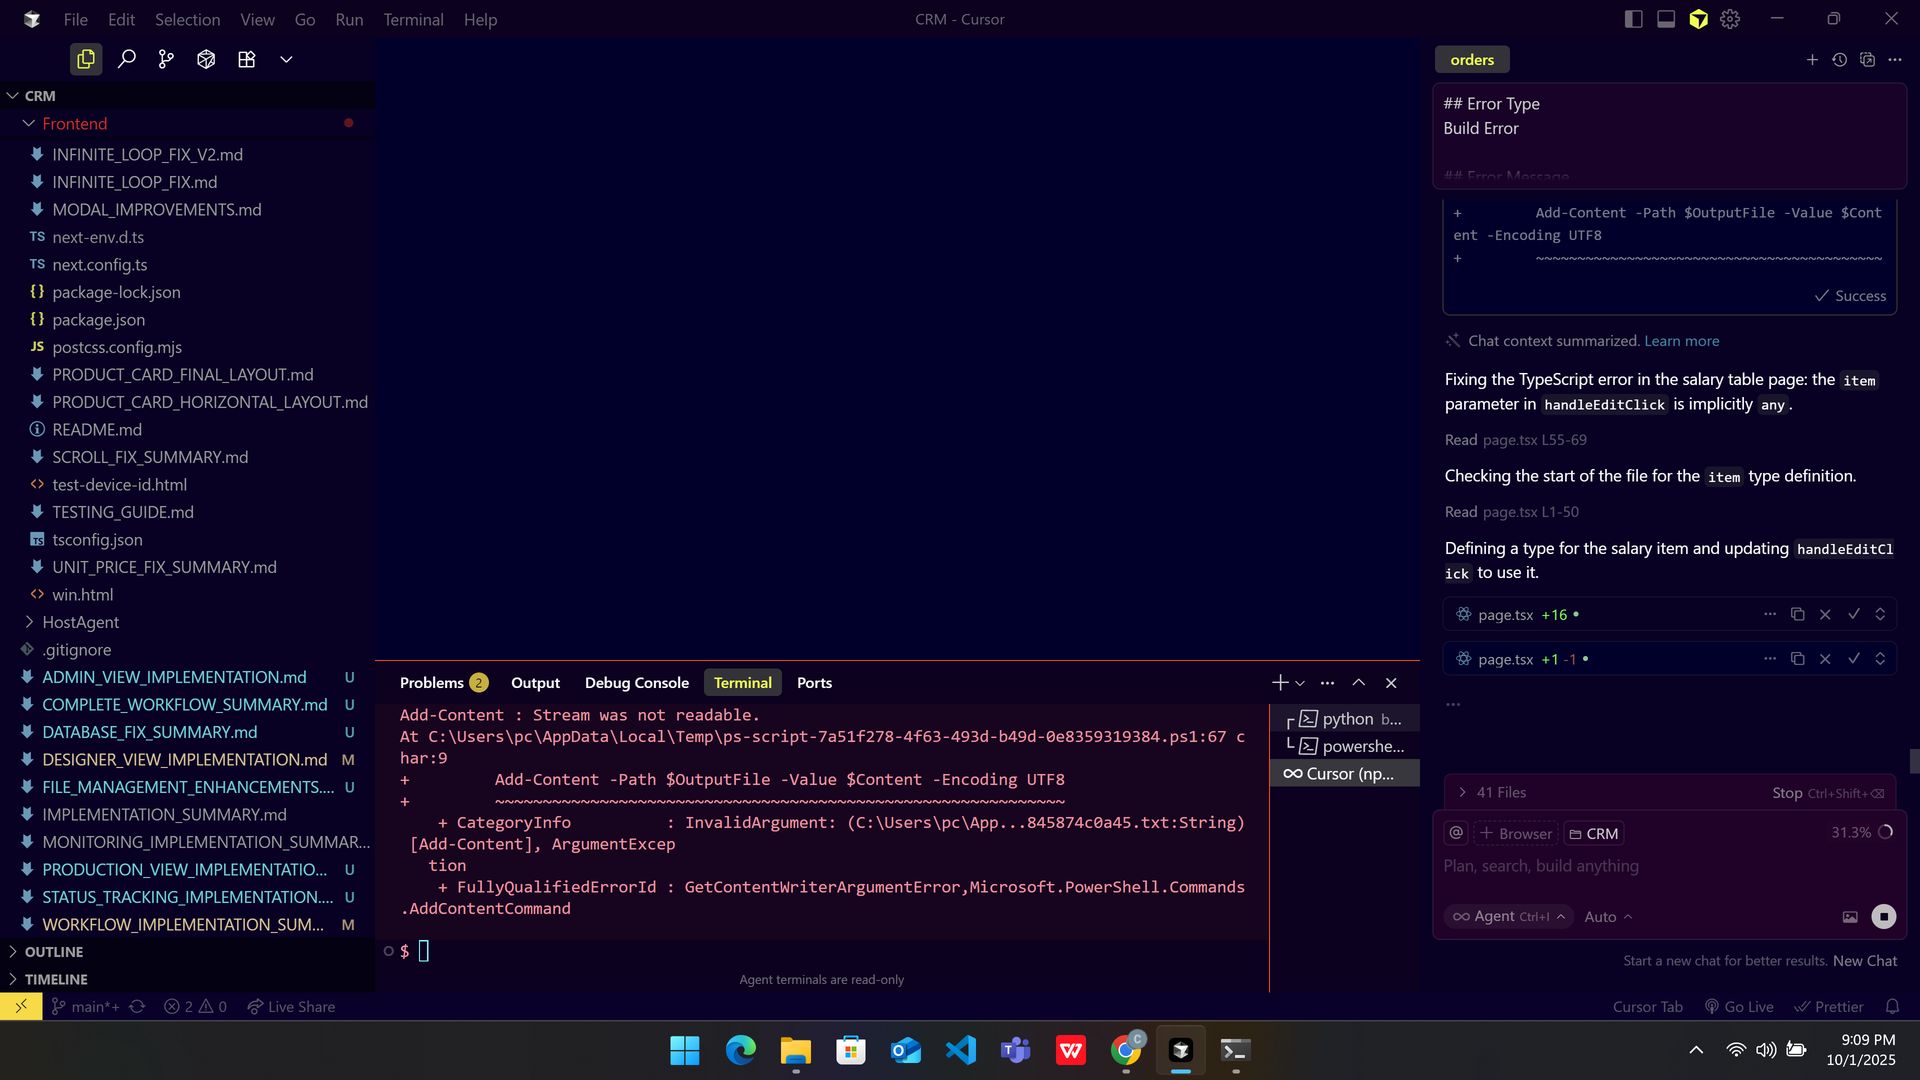 File Edit Selection View Go Run Terminal Help
CRM - Cursor
CRM
Frontend
INFINITE_LOOP_FIX_V2.md
INFINITE_LOOP_FIX.md
MODAL_IMPROVEMENTS.md
TS next-env.d.ts
TS next.config.ts
{} package-lock.json
{} package.json
JS postcss.config.mjs
PRODUCT_CARD_FINAL_LAYOUT.md
PRODUCT_CARD_HORIZONTAL_LAYOUT.md
README.md
SCROLL_FIX_SUMMARY.md
<> test-device-id.html
TESTING_GUIDE.md
TS tsconfig.json
UNIT_PRICE_FIX_SUMMARY.md
<> win.html
HostAgent
.gitignore
ADMIN_VIEW_IMPLEMENTATION.md U
COMPLETE_WORKFLOW_SUMMARY.md U
DATABASE_FIX_SUMMARY.md U
DESIGNER_VIEW_IMPLEMENTATION.md M
FILE_MANAGEMENT_ENHANCEMENTS.... U
IMPLEMENTATION_SUMMARY.md
MONITORING_IMPLEMENTATION_SUMMAR...
PRODUCTION_VIEW_IMPLEMENTATIO... U
STATUS_TRACKING_IMPLEMENTATION.... U
WORKFLOW_IMPLEMENTATION_SUM... M
OUTLINE
TIMELINE
Problems 2 Output Debug Console Terminal Ports
Add-Content : Stream was not readable.
At C:\Users\pc\AppData\Local\Temp\ps-script-7a51f278-4f63-493d-b49d-0e8359319384.ps1:67 c
har:9
+         Add-Content -Path $OutputFile -Value $Content -Encoding UTF8
+         ~~~~~~~~~~~~~~~~~~~~~~~~~~~~~~~~~~~~~~~~~~~~~~~~~~~~~~~~~~~~
    + CategoryInfo          : InvalidArgument: (C:\Users\pc\App...845874c0a45.txt:String)
 [Add-Content], ArgumentExcep
   tion
    + FullyQualifiedErrorId : GetContentWriterArgumentError,Microsoft.PowerShell.Commands
.AddContentCommand
$
Agent terminals are read-only
python b...
powershe...
Cursor (np...
orders
## Error Type
Build Error
## Error Message
+         Add-Content -Path $OutputFile -Value $Cont
ent -Encoding UTF8
+         ~~~~~~~~~~~~~~~~~~~~~~~~~~~~~~~~~~~~~~~~~~
Success
Chat context summarized. Learn more
Fixing the TypeScript error in the salary table page: the item
parameter in handleEditClick is implicitly any.
Read page.tsx L55-69
Checking the start of the file for the item type definition.
Read page.tsx L1-50
Defining a type for the salary item and updating handleEditCl
ick to use it.
page.tsx +16
page.tsx +1 -1
41 Files Stop Ctrl+Shift+⌫
@ + Browser CRM 31.3%
Plan, search, build anything
Agent Ctrl+I Auto
Start a new chat for better results. New Chat
main*+ 2 0 Live Share
Cursor Tab Go Live Prettier
9:09 PM
10/1/2025